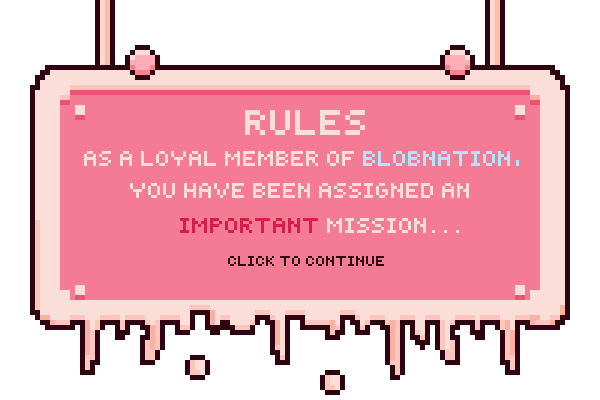 RULES
AS A LOYAL MEMBER OF BLOBNATION,
YOU HAVE BEEN ASSIGNED AN
IMPORTANT MISSION...
CLICK TO CONTINUE